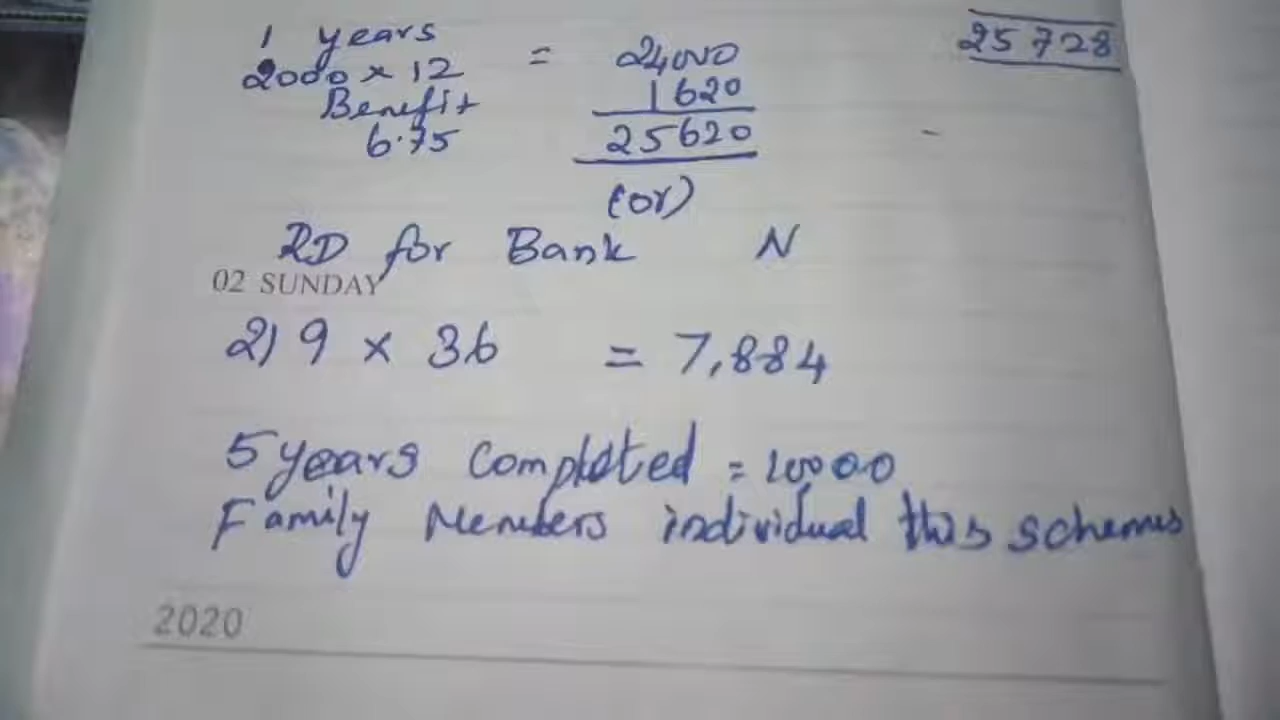 1 years
2000 × 12 = 24000
Benefit 1620
6.75 25620
25728
(or)
RD for Bank N
02 SUNDAY
219 × 36 = 7,884
5 years completed = 10000
Family Members individual this schemes
2020